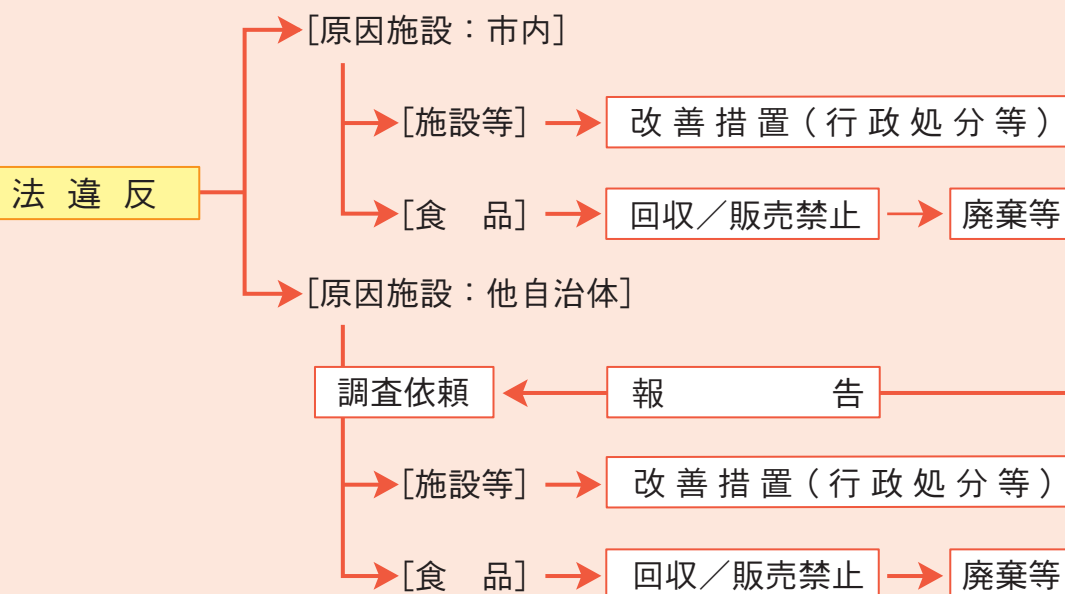 [原因施設：市内]
[施設等]
改善措置（行政処分等）
法違反
[食　品]
回収／販売禁止
廃棄等
[原因施設：他自治体]
調査依頼
報　告
[施設等]
改善措置（行政処分等）
[食　品]
回収／販売禁止
廃棄等